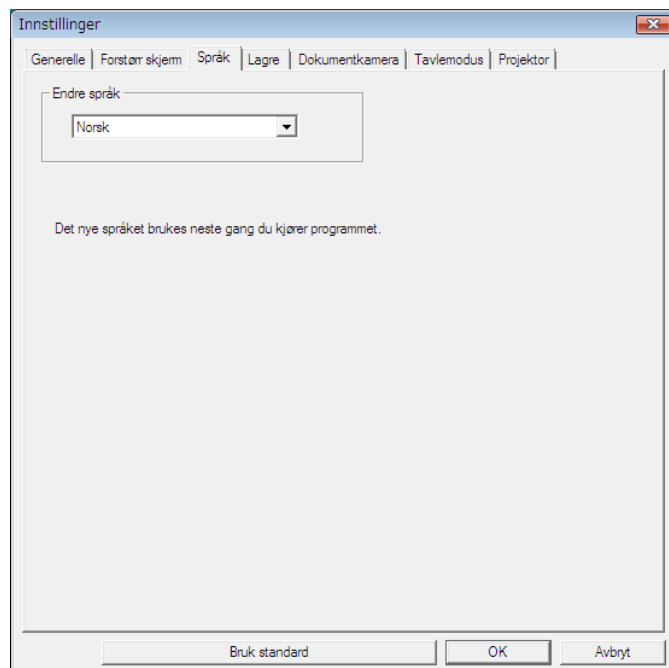 Innstillinger
Generelle Forstørr skjerm Språk Lagre Dokumentkamera Tavlemodus Projektor
Endre språk
Norsk
Det nye språket brukes neste gang du kjører programmet.
Bruk standard OK Avbryt